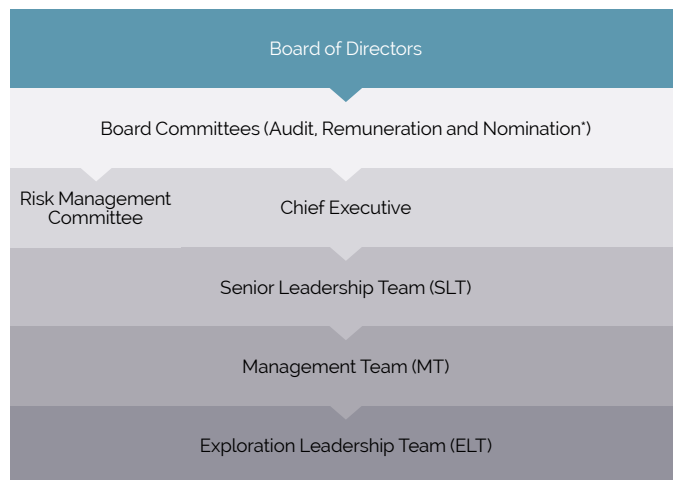 Board of Directors
Board Committees (Audit, Remuneration and Nomination*)
Risk Management
Committee
Chief Executive
Senior Leadership Team (SLT)
Management Team (MT)
Exploration Leadership Team (ELT)